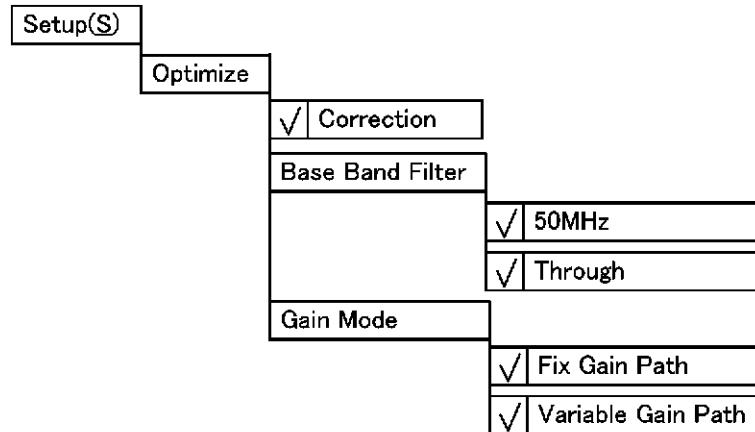 Setup(S)
Optimize
√ Correction
Base Band Filter
√ 50MHz
√ Through
Gain Mode
√ Fix Gain Path
√ Variable Gain Path